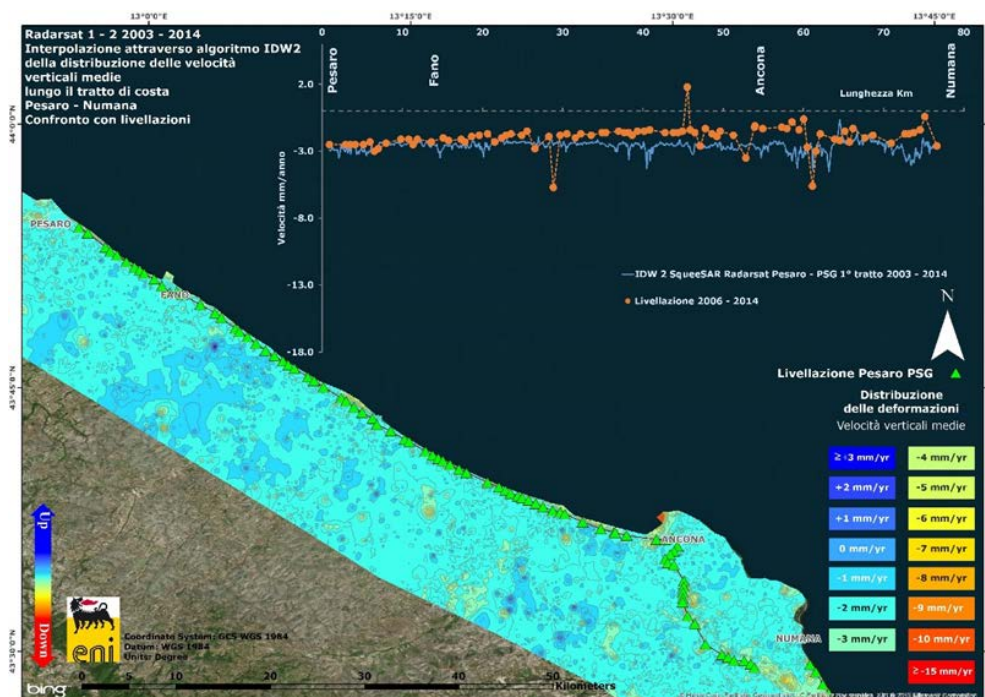 13°0'0"E
13°15'0"E
13°30'0"E
13°45'0"E
Radarsat 1 - 2 2003 - 2014
Interpolazione attraverso algoritmo IDW2
della distribuzione delle velocità
verticali medie
lungo il tratto di costa
Pesaro - Numana
Confronto con livellazioni
0 10 20 30 40 50 60 70 80
Pesaro
Fano
Ancona
Numana
Lunghezza Km
2.0
-3.0
-8.0
-13.0
-18.0
Velocità mm/anno
IDW 2 SqueeSAR Radarsat Pesaro - PSG 1° tratto 2003 - 2014
Livellazione 2006 - 2014
N
44°0'0"N
43°45'0"N
43°30'0"N
PESARO
FANO
ANCONA
NUMANA
Livellazione Pesaro PSG
Distribuzione
delle deformazioni
Velocità verticali medie
≥+3 mm/yr
+2 mm/yr
+1 mm/yr
0 mm/yr
-1 mm/yr
-2 mm/yr
-3 mm/yr
-4 mm/yr
-5 mm/yr
-6 mm/yr
-7 mm/yr
-8 mm/yr
-9 mm/yr
-10 mm/yr
≥-15 mm/yr
Up
Down
eni
Coordinate System: GCS WGS 1984
Datum: WGS 1984
Units: Degree
0 10 20 30 40 50
Kilometers
bing